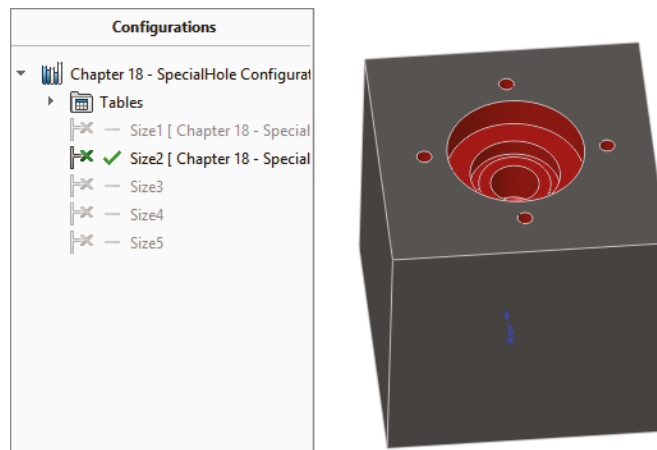 Configurations
Chapter 18 - SpecialHole Configurat
Tables
Size1 [ Chapter 18 - Special
Size2 [ Chapter 18 - Special
Size3
Size4
Size5